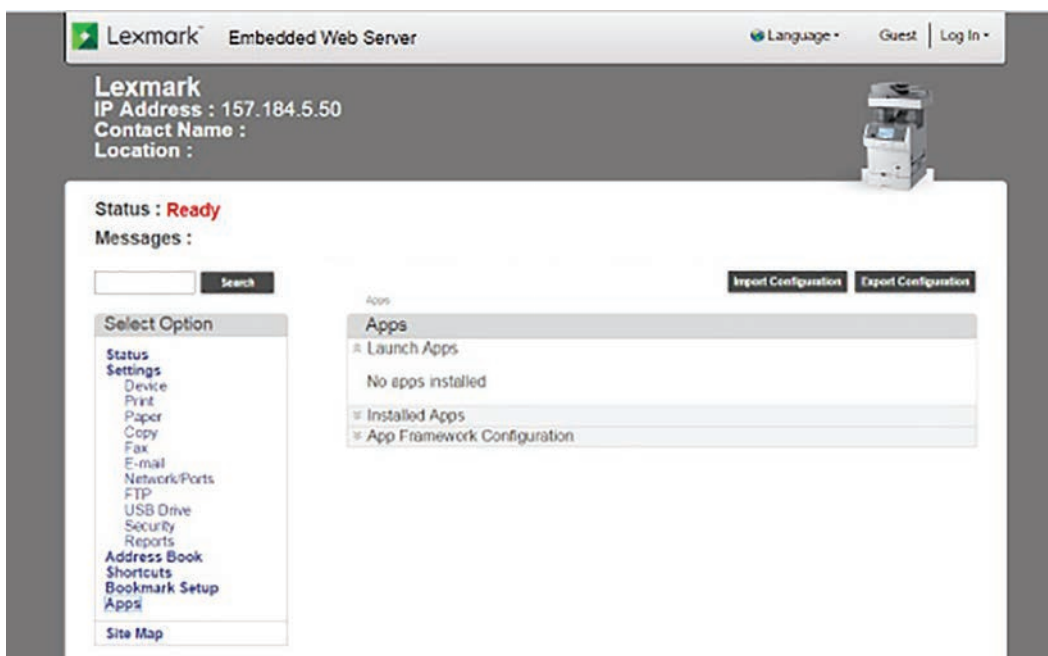 Lexmark™ Embedded Web Server Language Guest Log In
Lexmark
IP Address : 157.184.5.50
Contact Name :
Location :
Status : Ready
Messages :
Search
Import Configuration Export Configuration
Apps
Select Option
Status
Settings
Device
Print
Paper
Copy
Fax
E-mail
Network/Ports
FTP
USB Drive
Security
Reports
Address Book
Shortcuts
Bookmark Setup
Apps
Site Map
Apps
Launch Apps
No apps installed
Installed Apps
App Framework Configuration